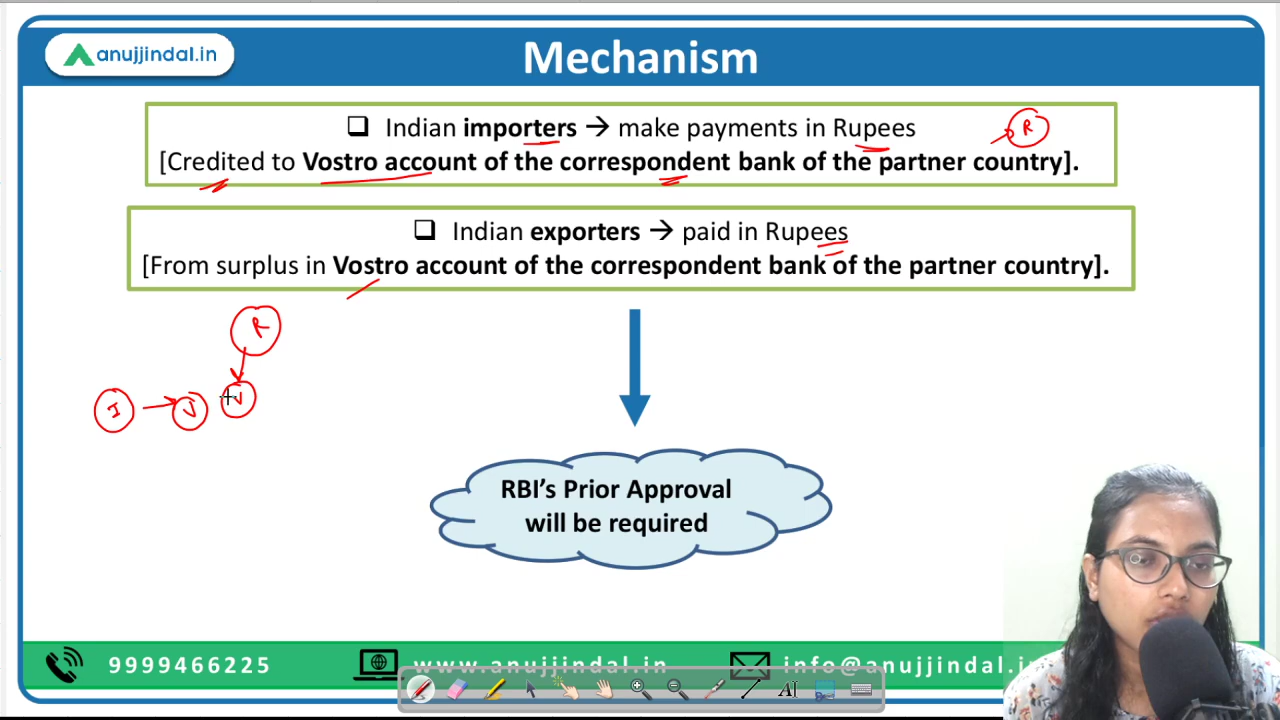 anujjindal.in
Mechanism
❑ Indian importers → make payments in Rupees
R
[Credited to Vostro account of the correspondent bank of the partner country].
❑ Indian exporters → paid in Rupees
[From surplus in Vostro account of the correspondent bank of the partner country].
R
I → V V
RBI's Prior Approval
will be required
9999466225 www.anujjindal.in info@anujjindal.i
AI